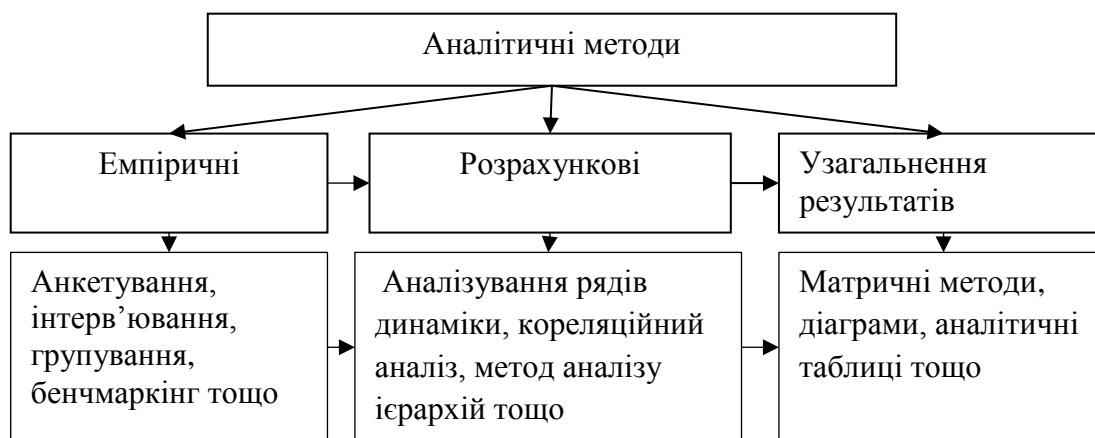 Аналітичні методи
Емпіричні
Розрахункові
Узагальнення
результатів
Анкетування,
інтерв’ювання,
групування,
бенчмаркінг тощо
Аналізування рядів
динаміки, кореляційний
аналіз, метод аналізу
ієрархій тощо
Матричні методи,
діаграми, аналітичні
таблиці тощо